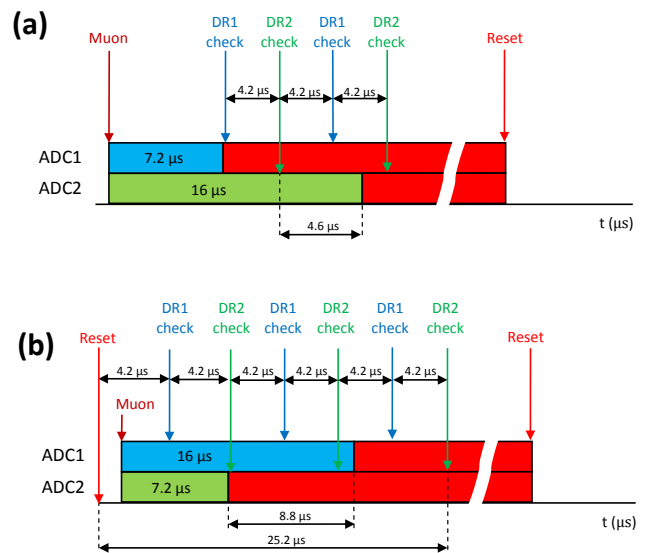 (a)
Muon
DR1 check
DR2 check
DR1 check
DR2 check
Reset
4.2 µs
4.2 µs
4.2 µs
ADC1
7.2 µs
ADC2
16 µs
4.6 µs
t (µs)
(b)
Reset
DR1 check
DR2 check
DR1 check
DR2 check
DR1 check
DR2 check
Reset
4.2 µs
4.2 µs
4.2 µs
4.2 µs
4.2 µs
4.2 µs
Muon
ADC1
16 µs
ADC2
7.2 µs
8.8 µs
25.2 µs
t (µs)